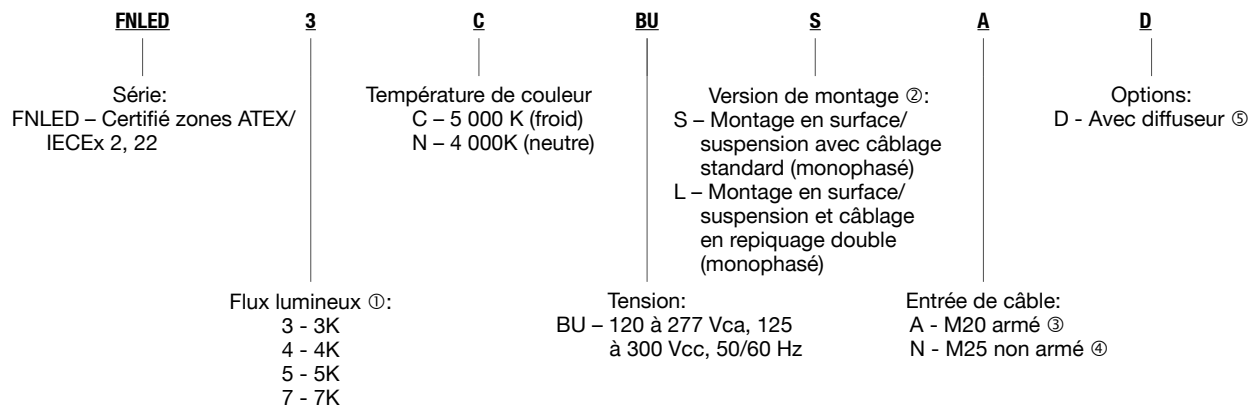 FNLED 3 C BU S A D
Série:
FNLED – Certifié zones ATEX/
IECEx 2, 22
Température de couleur
C – 5 000 K (froid)
N – 4 000K (neutre)
Version de montage ②:
S – Montage en surface/
suspension avec câblage
standard (monophasé)
L – Montage en surface/
suspension et câblage
en repiquage double
(monophasé)
Options:
D - Avec diffuseur ⑤
Flux lumineux ①:
3 - 3K
4 - 4K
5 - 5K
7 - 7K
Tension:
BU – 120 à 277 Vca, 125
à 300 Vcc, 50/60 Hz
Entrée de câble:
A - M20 armé ③
N - M25 non armé ④